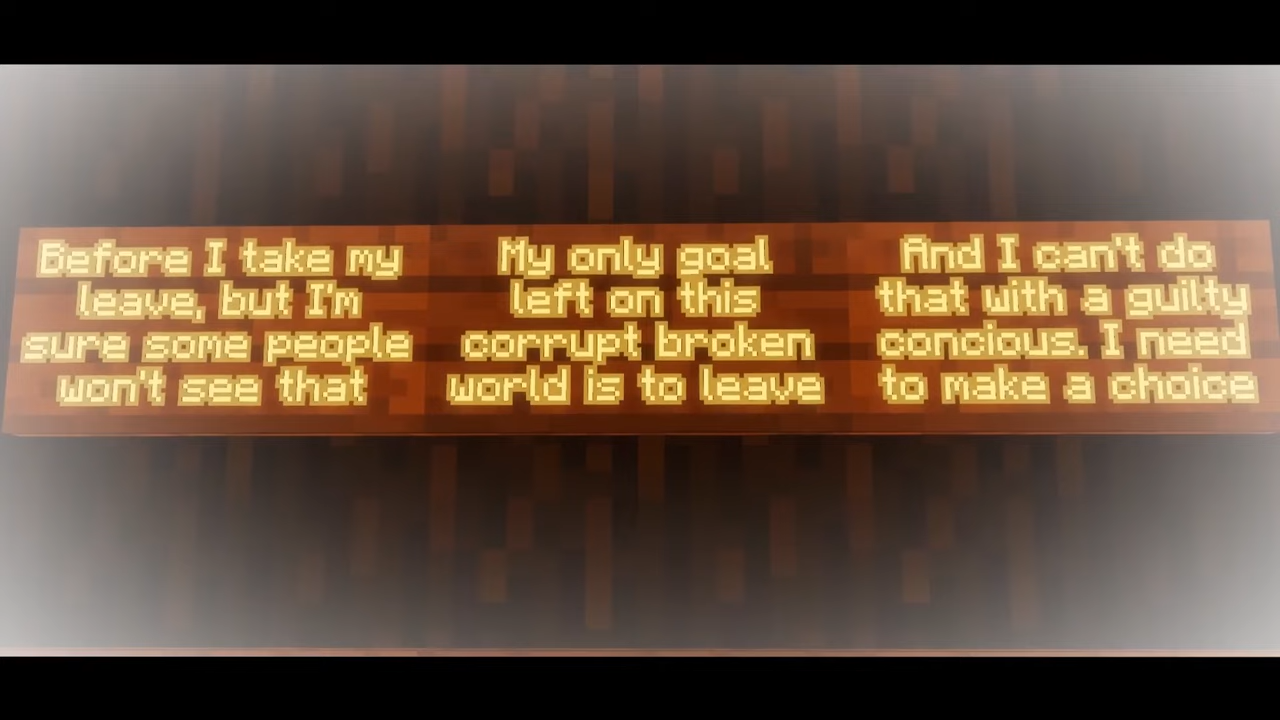 Before I take my
leave, but I'm
sure some people
won't see that
My only goal
left on this
corrupt broken
world is to leave
And I can't do
that with a guilty
concious. I need
to make a choice